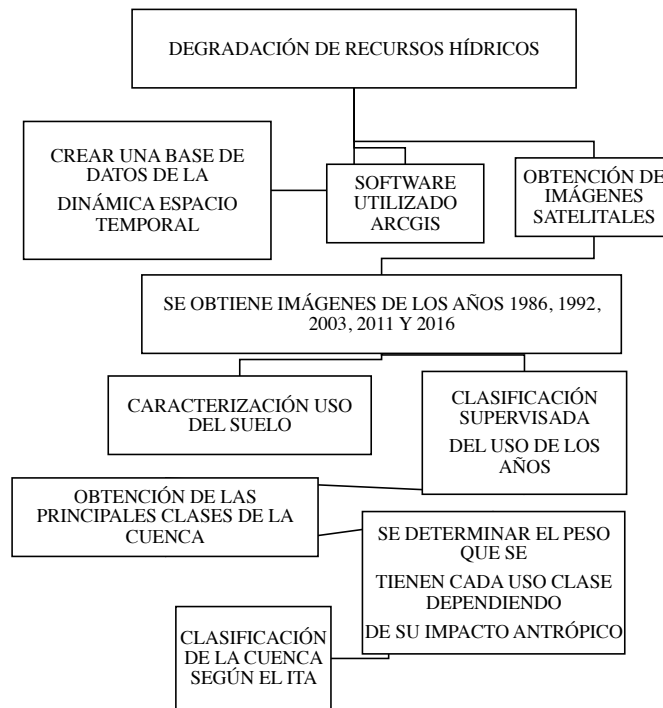 DEGRADACIÓN DE RECURSOS HÍDRICOS
CREAR UNA BASE DE
DATOS DE LA
DINÁMICA ESPACIO
TEMPORAL
SOFTWARE
UTILIZADO
ARCGIS
OBTENCIÓN DE
IMÁGENES
SATELITALES
SE OBTIENE IMÁGENES DE LOS AÑOS 1986, 1992,
2003, 2011 Y 2016
CARACTERIZACIÓN USO
DEL SUELO
CLASIFICACIÓN
SUPERVISADA
DEL USO DE LOS
AÑOS
OBTENCIÓN DE LAS
PRINCIPALES CLASES DE LA
CUENCA
SE DETERMINAR EL PESO
QUE SE
TIENEN CADA USO CLASE
DEPENDIENDO
DE SU IMPACTO ANTRÓPICO
CLASIFICACIÓN
DE LA CUENCA
SEGÚN EL ITA